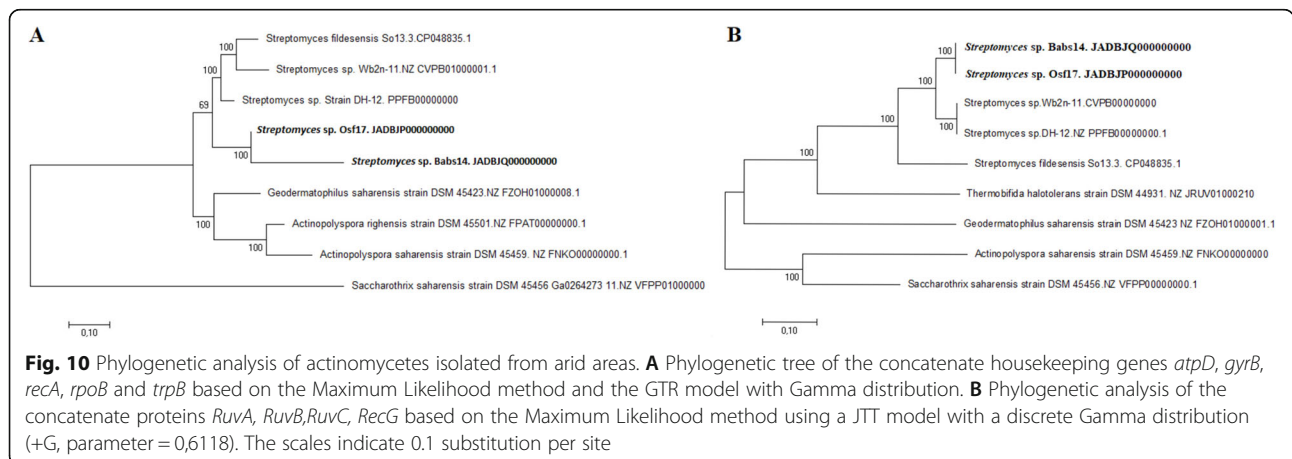 A
100
100
69
100
100
100
Streptomyces fildesensis So13.3.CP048835.1
Streptomyces sp. Wb2n-11.NZ CVPB01000001.1
Streptomyces sp. Strain DH-12. PPFB00000000
Streptomyces sp. Osf17. JADBJP000000000
Streptomyces sp. Babs14. JADBJQ000000000
Geodermatophilus saharensis strain DSM 45423.NZ FZOH01000008.1
Actinopolyspora righensis strain DSM 45501.NZ FPAT00000000.1
Actinopolyspora saharensis strain DSM 45459. NZ FNKO00000000.1
Saccharothrix saharensis strain DSM 45456 Ga0264273 11.NZ VFPP01000000
0,10
B
100
100
100
100
100
100
Streptomyces sp. Babs14. JADBJQ000000000
Streptomyces sp. Osf17. JADBJP000000000
Streptomyces sp.Wb2n-11.CVPB00000000
Streptomyces sp.DH-12.NZ PPFB00000000.1
Streptomyces fildesensis So13.3. CP048835.1
Thermobifida halotolerans strain DSM 44931. NZ JRUV01000210
Geodermatophilus saharensis strain DSM 45423 NZ FZOH01000001.1
Actinopolyspora saharensis strain DSM 45459.NZ FNKO00000000
Saccharothrix saharensis strain DSM 45456.NZ VFPP00000000.1
0,10
Fig. 10 Phylogenetic analysis of actinomycetes isolated from arid areas. A Phylogenetic tree of the concatenate housekeeping genes atpD, gyrB,
recA, rpoB and trpB based on the Maximum Likelihood method and the GTR model with Gamma distribution. B Phylogenetic analysis of the
concatenate proteins RuvA, RuvB,RuvC, RecG based on the Maximum Likelihood method using a JTT model with a discrete Gamma distribution
(+G, parameter = 0,6118). The scales indicate 0.1 substitution per site